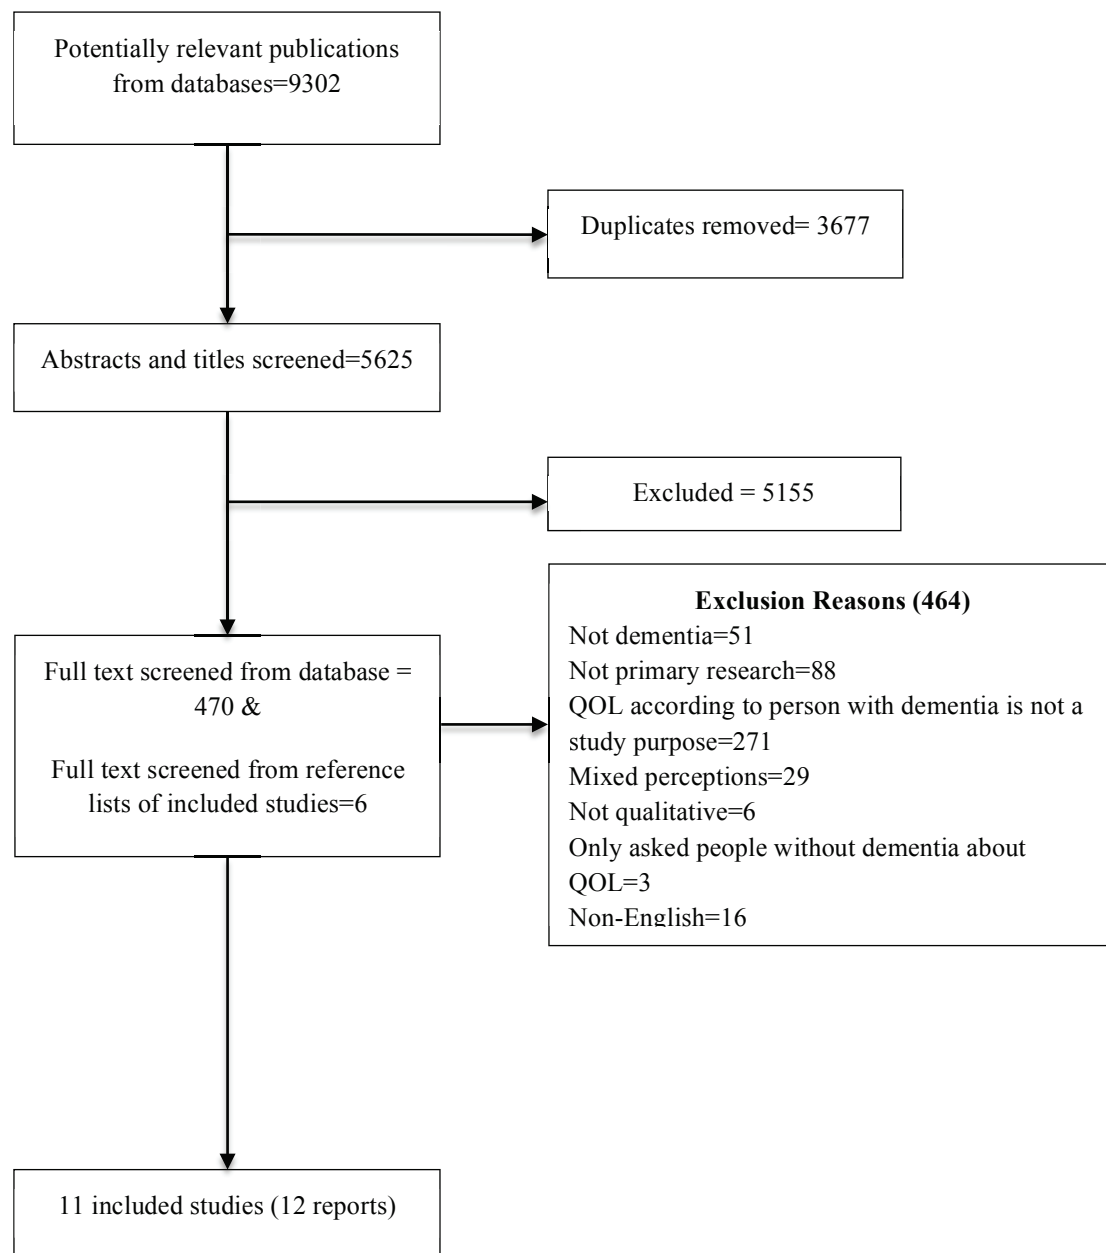 Potentially relevant publications
from databases=9302
Duplicates removed= 3677
Abstracts and titles screened=5625
Excluded = 5155
Exclusion Reasons (464)
Not dementia=51
Not primary research=88
QOL according to person with dementia is not a
study purpose=271
Mixed perceptions=29
Not qualitative=6
Only asked people without dementia about
QOL=3
Non-English=16
Full text screened from database =
470 &
Full text screened from reference
lists of included studies=6
11 included studies (12 reports)